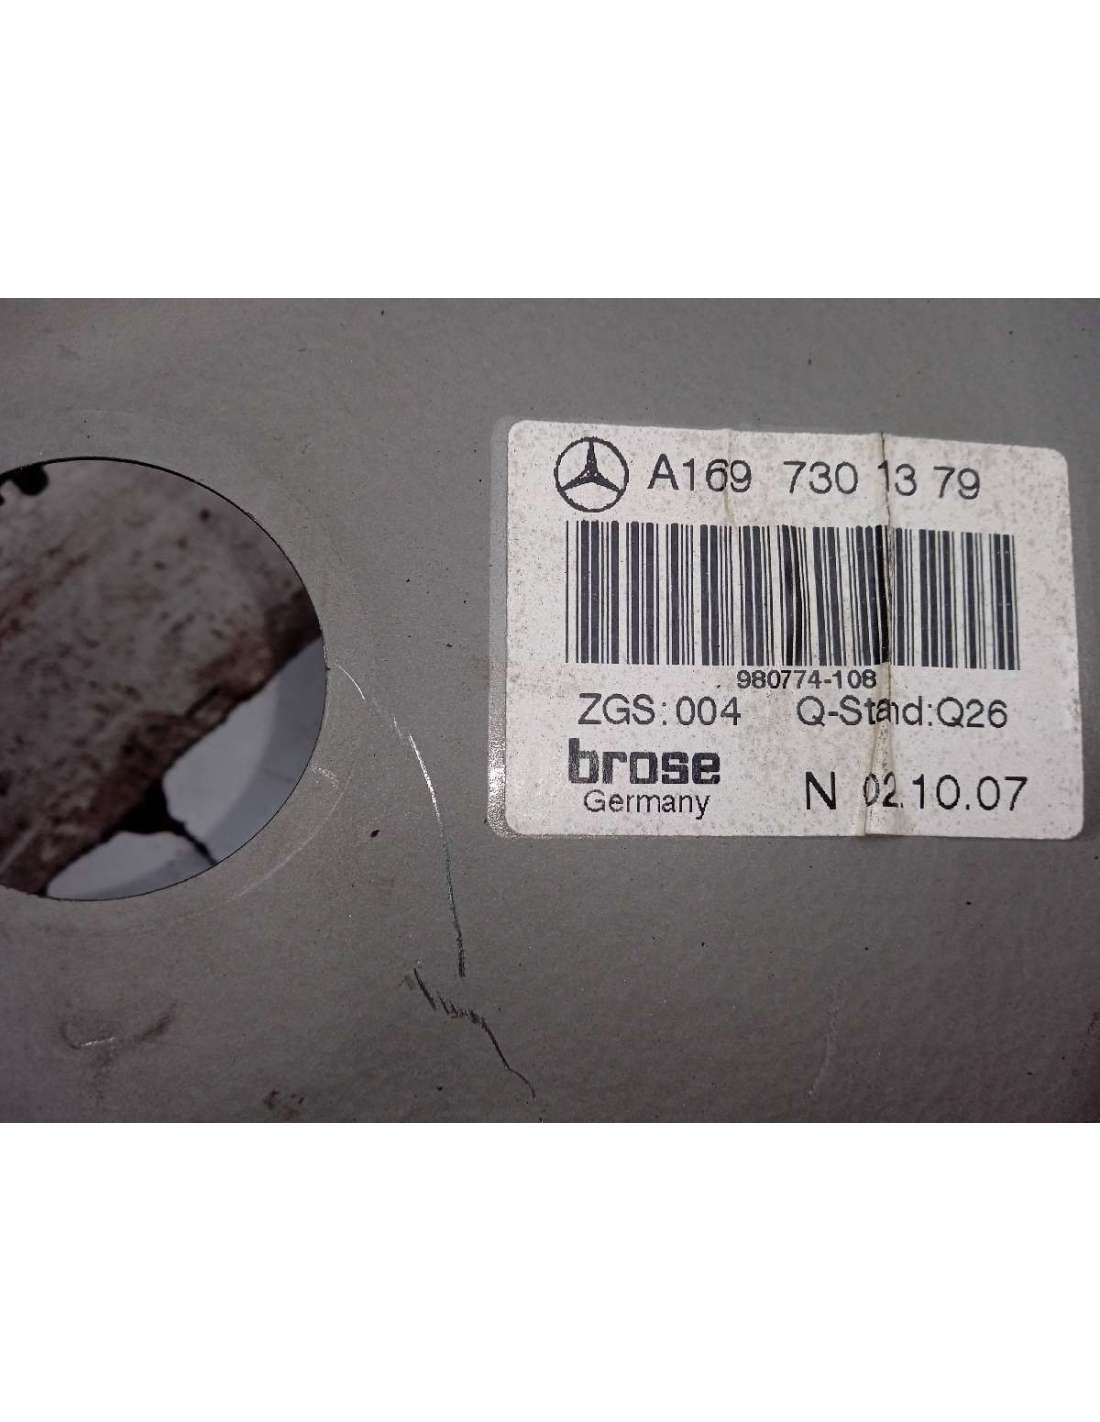 A169 730 13 79
980774-108
ZGS:004 Q-Stand:Q26
brose
Germany
N 02.10.07